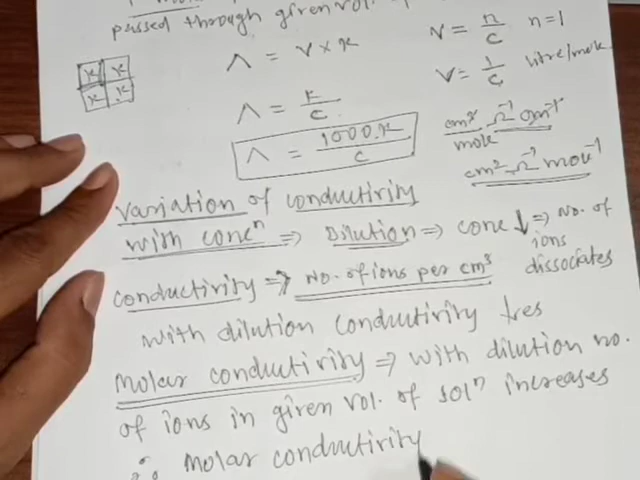 passed through given vol.
V = n/c n=1
Λ = V × K
V = 1/c litre/mole
K K
K K
Λ = K/c
cm³/mole Ω⁻¹ cm⁻¹
Λ = 1000.K/c
cm² Ω⁻¹ mol⁻¹
Variation of conductivity
with concⁿ ⇒ Dilution ⇒ conc ↓ ⇒ No. of
ions
dissociates
conductivity ⇒ No. of ions per cm³
with dilution conductivity ↓res
Molar conductivity ⇒ with dilution no.
of ions in given vol. of solⁿ increases
∴ Molar conductivity